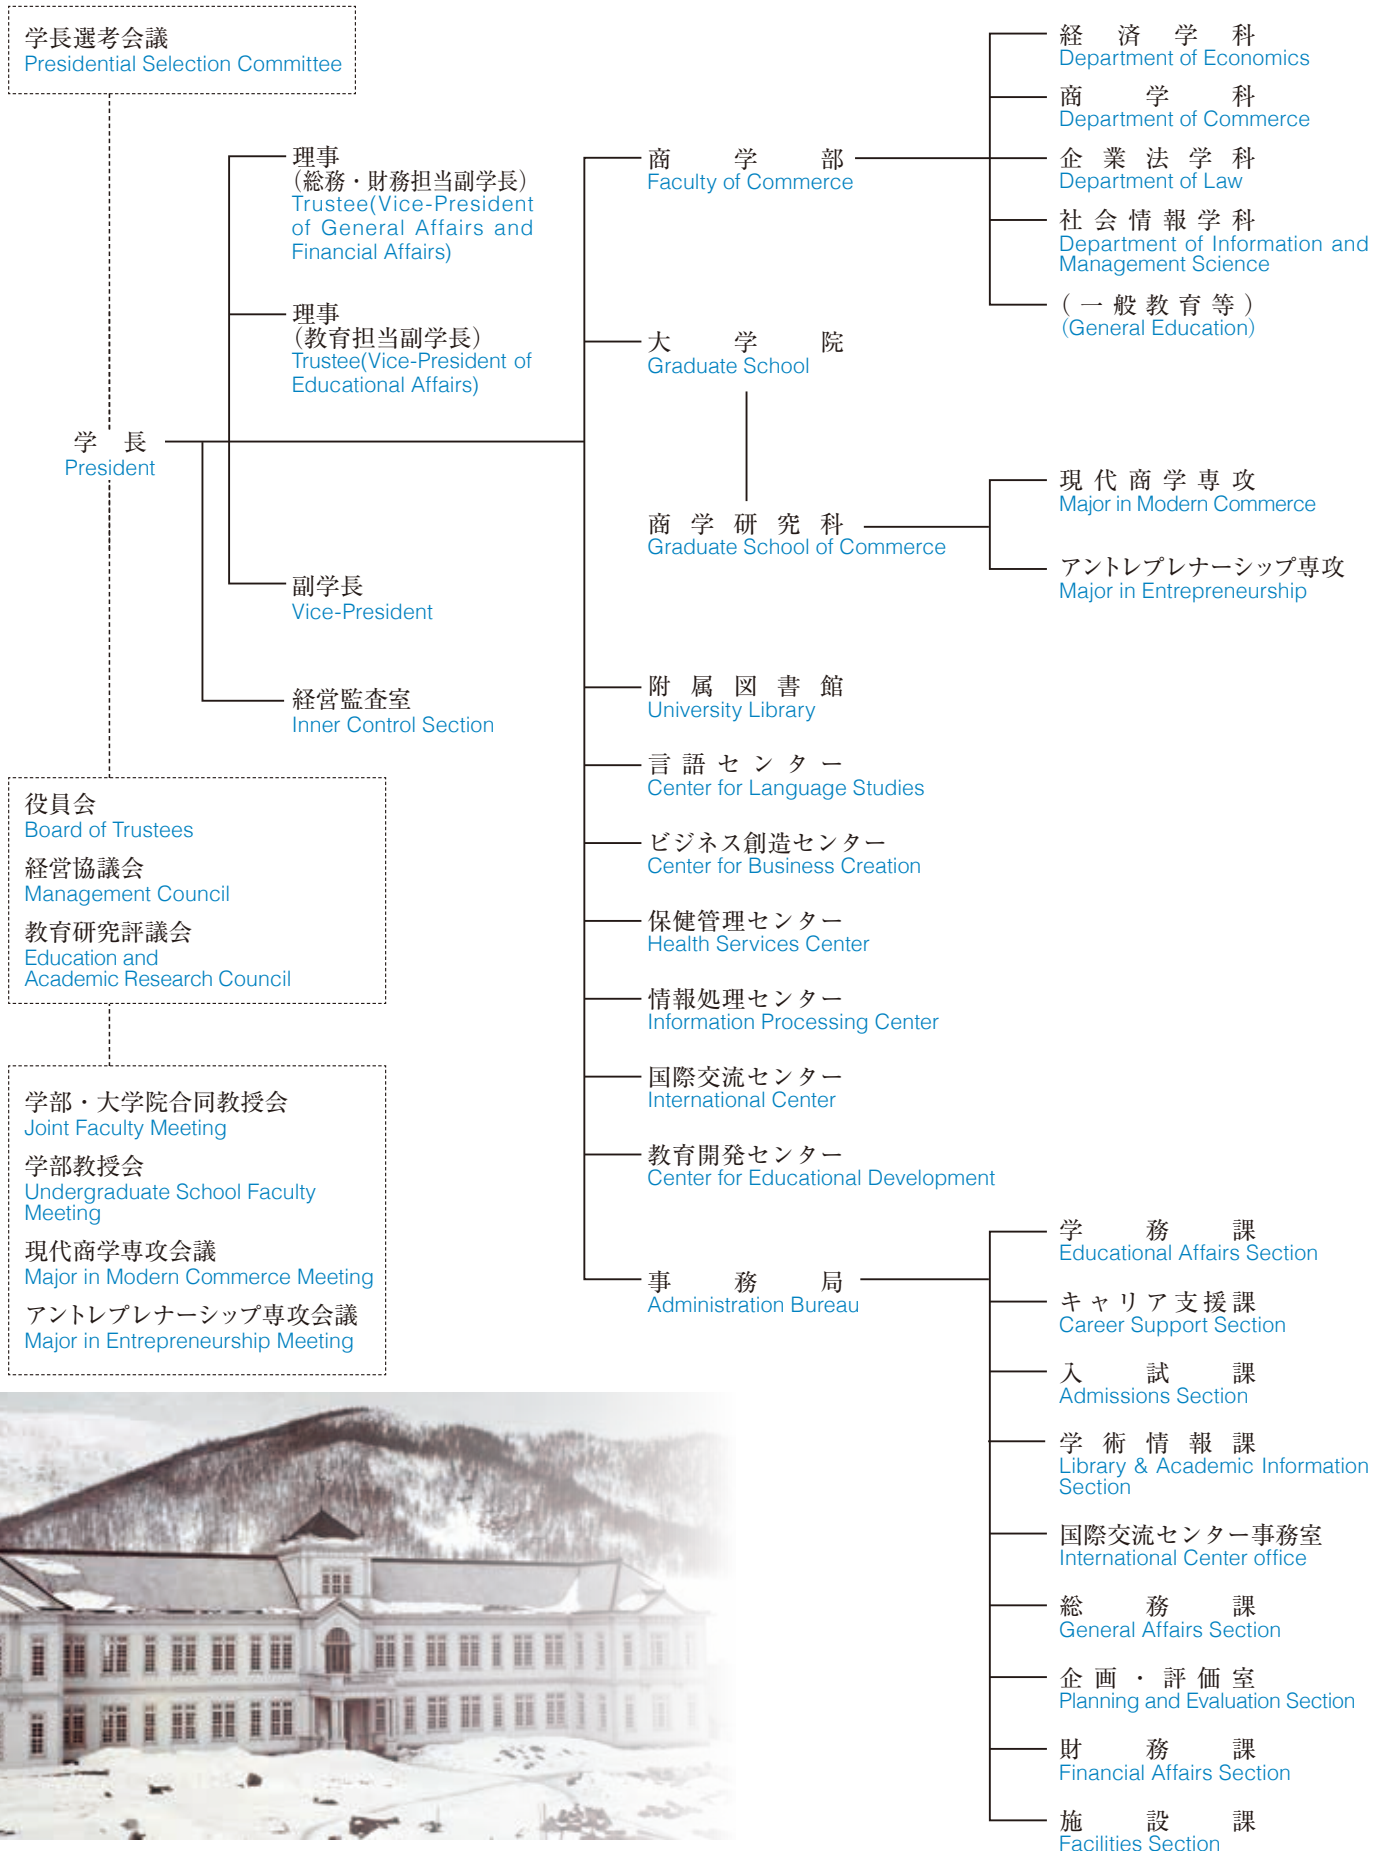 学長選考会議
Presidential Selection Committee
理事
(総務・財務担当副学長)
Trustee(Vice-President
of General Affairs and
Financial Affairs)
理事
(教育担当副学長)
Trustee(Vice-President of
Educational Affairs)
学長
President
副学長
Vice-President
経営監査室
Inner Control Section
役員会
Board of Trustees
経営協議会
Management Council
教育研究評議会
Education and
Academic Research Council
学部・大学院合同教授会
Joint Faculty Meeting
学部教授会
Undergraduate School Faculty
Meeting
現代商学専攻会議
Major in Modern Commerce Meeting
アントレプレナーシップ専攻会議
Major in Entrepreneurship Meeting
商学部
Faculty of Commerce
経済学科
Department of Economics
商学科
Department of Commerce
企業法学科
Department of Law
社会情報学科
Department of Information and
Management Science
(一般教育等)
(General Education)
大学院
Graduate School
商学研究科
Graduate School of Commerce
現代商学専攻
Major in Modern Commerce
アントレプレナーシップ専攻
Major in Entrepreneurship
附属図書館
University Library
言語センター
Center for Language Studies
ビジネス創造センター
Center for Business Creation
保健管理センター
Health Services Center
情報処理センター
Information Processing Center
国際交流センター
International Center
教育開発センター
Center for Educational Development
事務局
Administration Bureau
学務課
Educational Affairs Section
キャリア支援課
Career Support Section
入試課
Admissions Section
学術情報課
Library & Academic Information
Section
国際交流センター事務室
International Center office
総務課
General Affairs Section
企画・評価室
Planning and Evaluation Section
財務課
Financial Affairs Section
施設課
Facilities Section